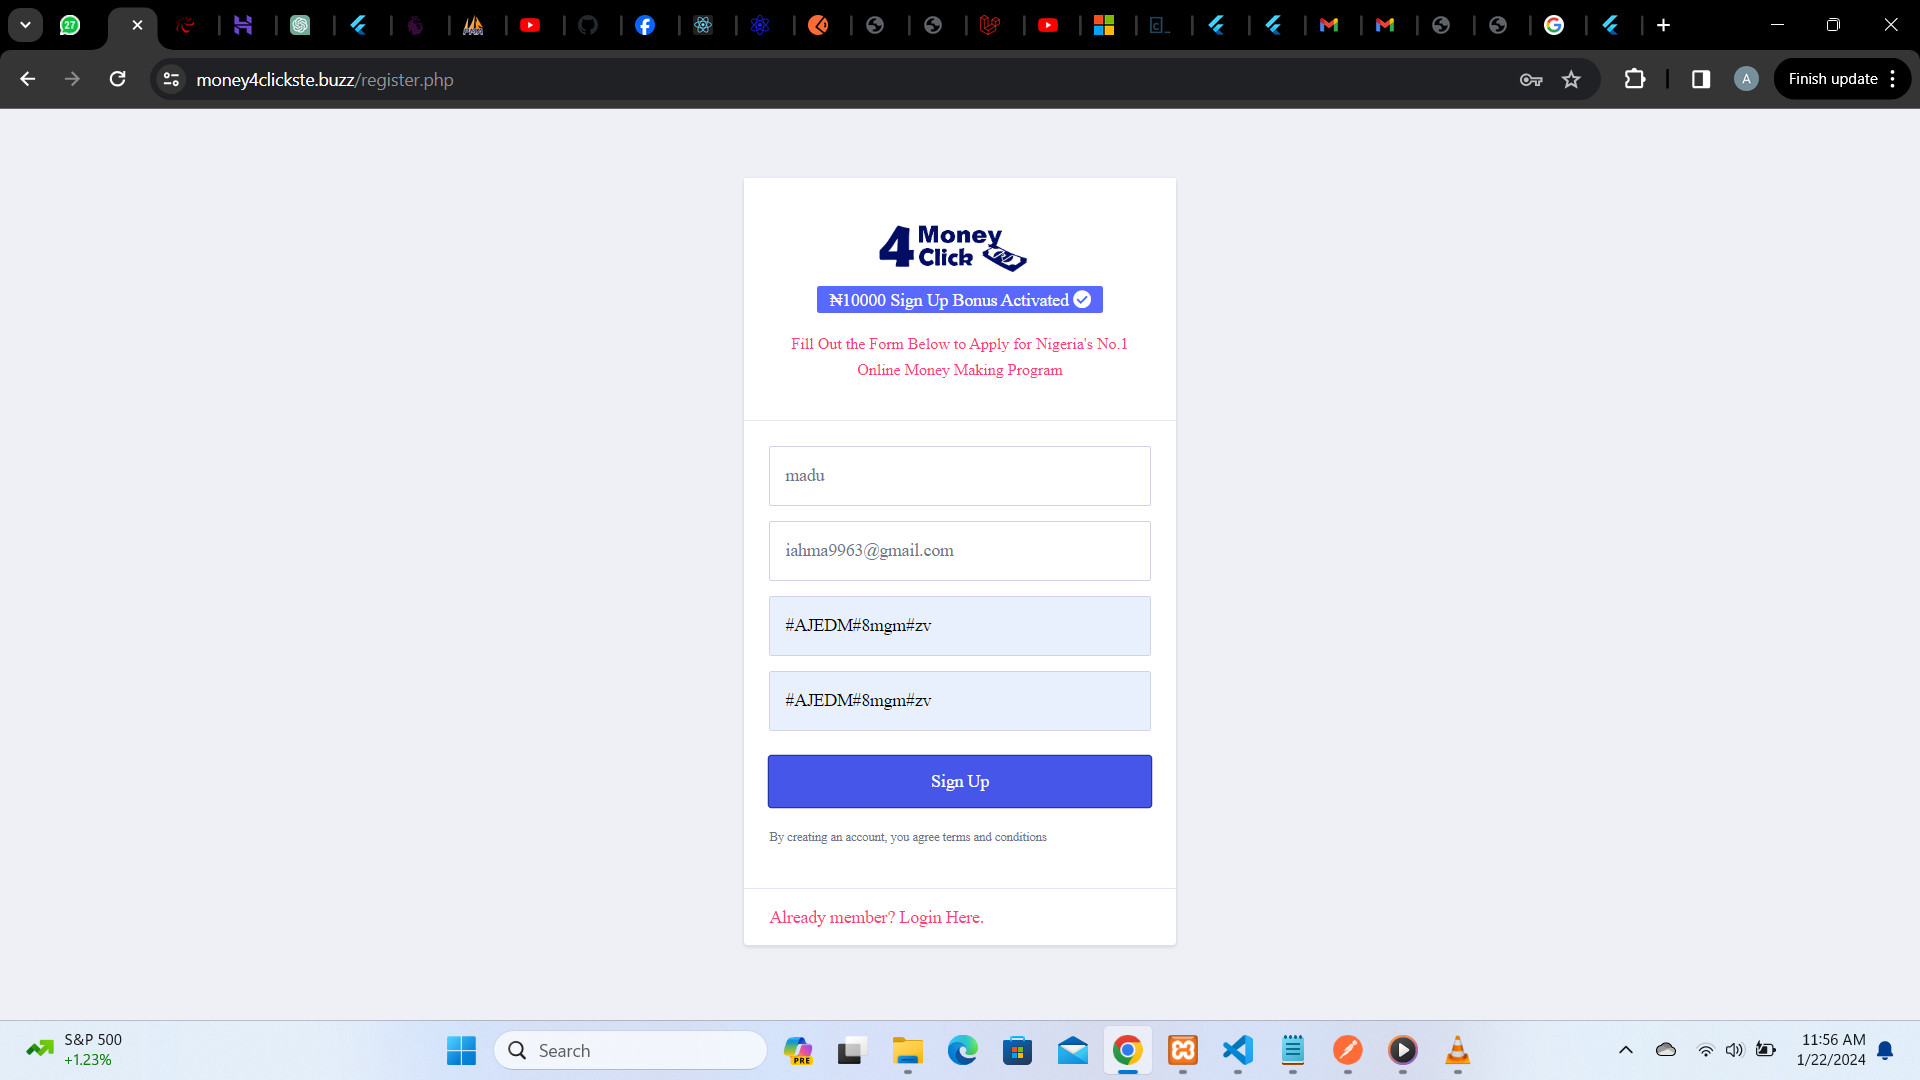 27
money4clickste.buzz/register.php
A
Finish update
4 Money Click
₦10000 Sign Up Bonus Activated
Fill Out the Form Below to Apply for Nigeria's No.1
Online Money Making Program
madu
iahma9963@gmail.com
#AJEDM#8mgm#zv
#AJEDM#8mgm#zv
Sign Up
By creating an account, you agree terms and conditions
Already member? Login Here.
S&P 500
+1.23%
Search
PRE
11:56 AM
1/22/2024